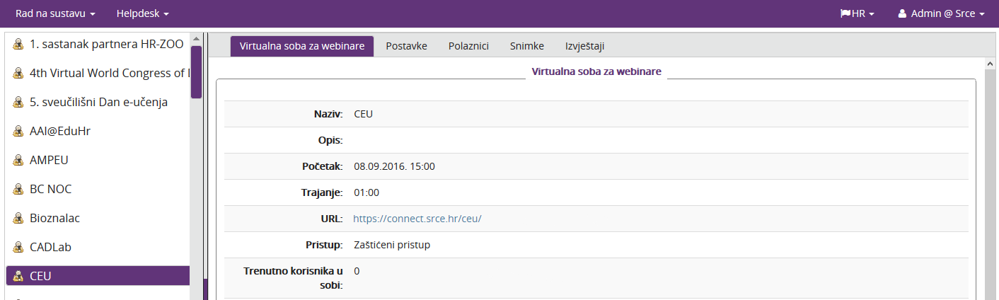 Rad na sustavu Helpdesk HR Admin @ Srce
1. sastanak partnera HR-ZOO
4th Virtual World Congress of
5. sveučilišni Dan e-učenja
AAI@EduHr
AMPEU
BC NOC
Bioznalac
CADLab
CEU
Virtualna soba za webinare Postavke Polaznici Snimke Izvještaji
Virtualna soba za webinare
Naziv: CEU
Opis:
Početak: 08.09.2016. 15:00
Trajanje: 01:00
URL: https://connect.srce.hr/ceu/
Pristup: Zaštićeni pristup
Trenutno korisnika u 0
sobi: